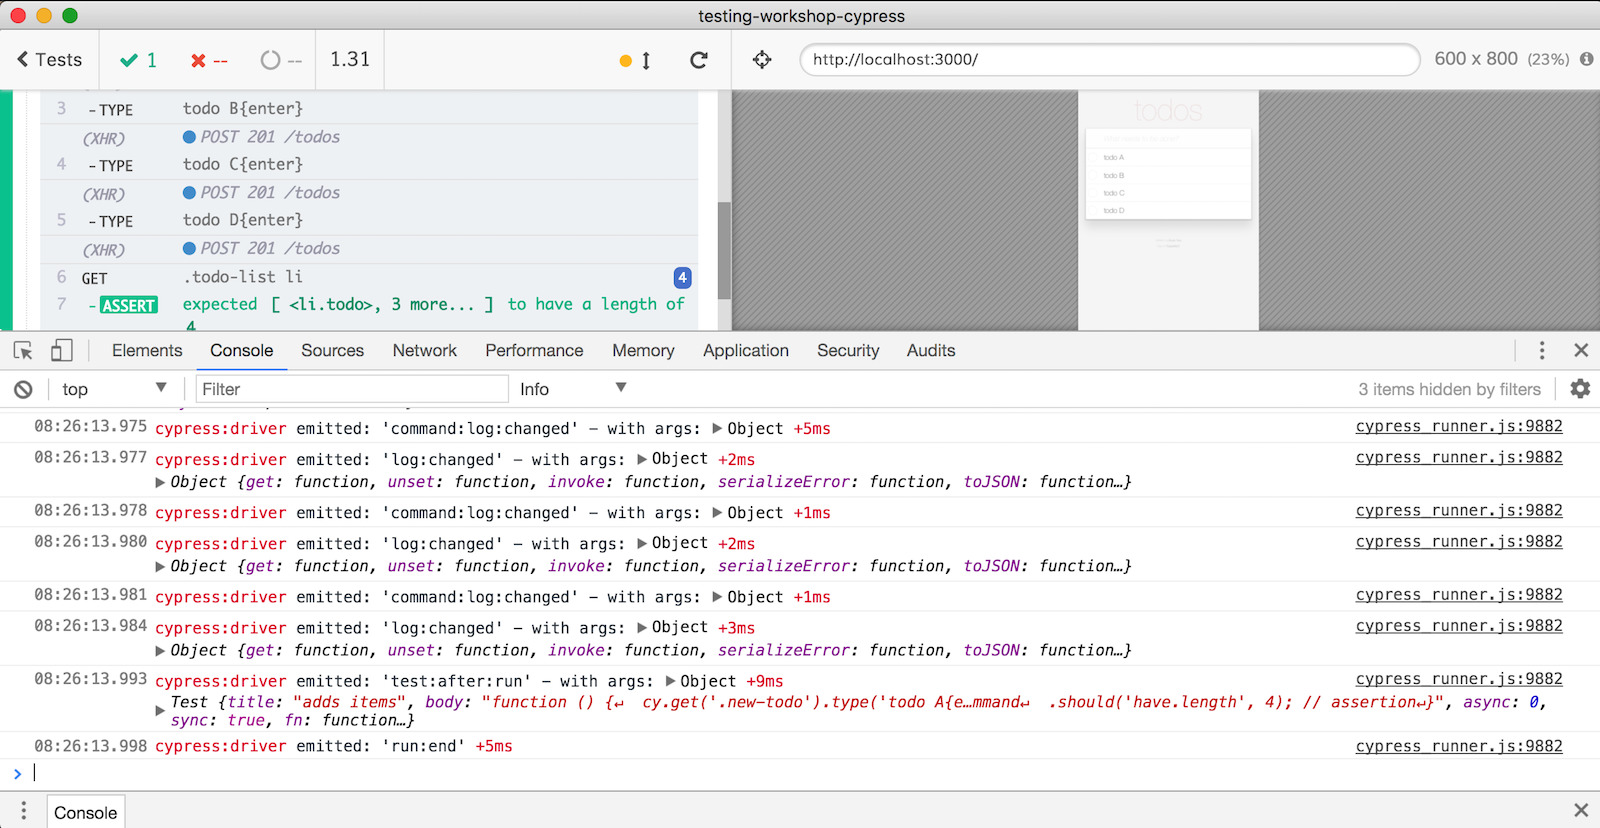 testing-workshop-cypress
Tests 1 -- -- 1.31 http://localhost:3000/ 600 x 800 (23%)
3 -TYPE todo B{enter}
(XHR) POST 201 /todos
4 -TYPE todo C{enter}
(XHR) POST 201 /todos
5 -TYPE todo D{enter}
(XHR) POST 201 /todos
6 GET .todo-list li 4
7 -ASSERT expected [ <li.todo>, 3 more... ] to have a length of
4
todos
todo A
todo B
todo C
todo D
Elements Console Sources Network Performance Memory Application Security Audits
top Filter Info 3 items hidden by filters
08:26:13.975 cypress:driver emitted: 'command:log:changed' – with args: ▶Object +5ms cypress_runner.js:9882
08:26:13.977 cypress:driver emitted: 'log:changed' – with args: ▶Object +2ms cypress_runner.js:9882
▶Object {get: function, unset: function, invoke: function, serializeError: function, toJSON: function…}
08:26:13.978 cypress:driver emitted: 'command:log:changed' – with args: ▶Object +1ms cypress_runner.js:9882
08:26:13.980 cypress:driver emitted: 'log:changed' – with args: ▶Object +2ms cypress_runner.js:9882
▶Object {get: function, unset: function, invoke: function, serializeError: function, toJSON: function…}
08:26:13.981 cypress:driver emitted: 'command:log:changed' – with args: ▶Object +1ms cypress_runner.js:9882
08:26:13.984 cypress:driver emitted: 'log:changed' – with args: ▶Object +3ms cypress_runner.js:9882
▶Object {get: function, unset: function, invoke: function, serializeError: function, toJSON: function…}
08:26:13.993 cypress:driver emitted: 'test:after:run' – with args: ▶Object +9ms cypress_runner.js:9882
▶Test {title: "adds items", body: "function () {↵  cy.get('.new-todo').type('todo A{e…mmand↵  .should('have.length', 4); // assertion↵}", async: 0,
sync: true, fn: function…}
08:26:13.998 cypress:driver emitted: 'run:end' +5ms cypress_runner.js:9882
>
Console